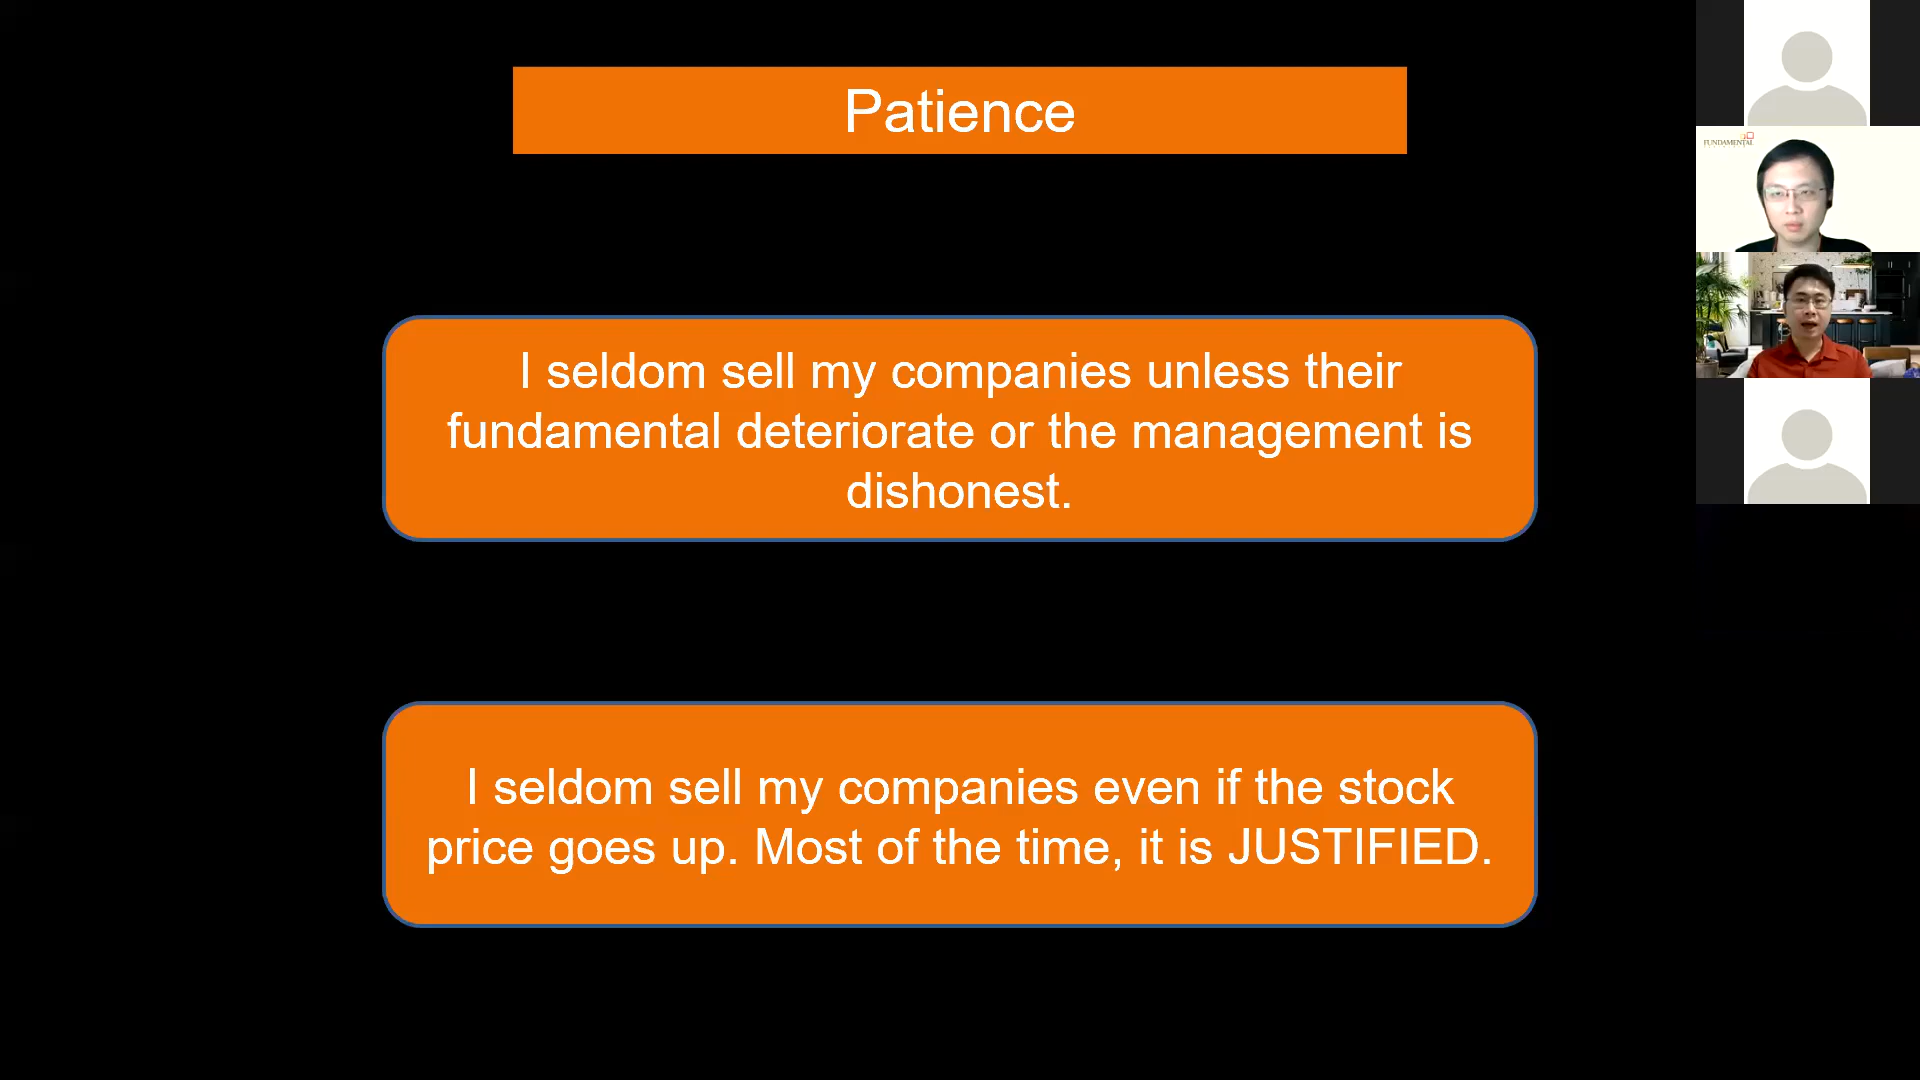 Patience
I seldom sell my companies unless their
fundamental deteriorate or the management is
dishonest.
I seldom sell my companies even if the stock
price goes up. Most of the time, it is JUSTIFIED.
FUNDAMENTAL